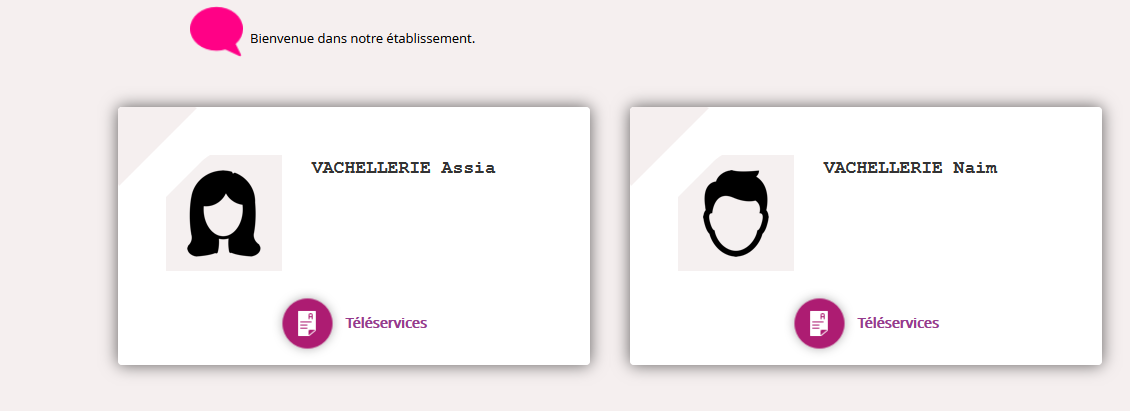 Bienvenue dans notre établissement.
VACHELLERIE Assia
VACHELLERIE Naim
Téléservices
Téléservices